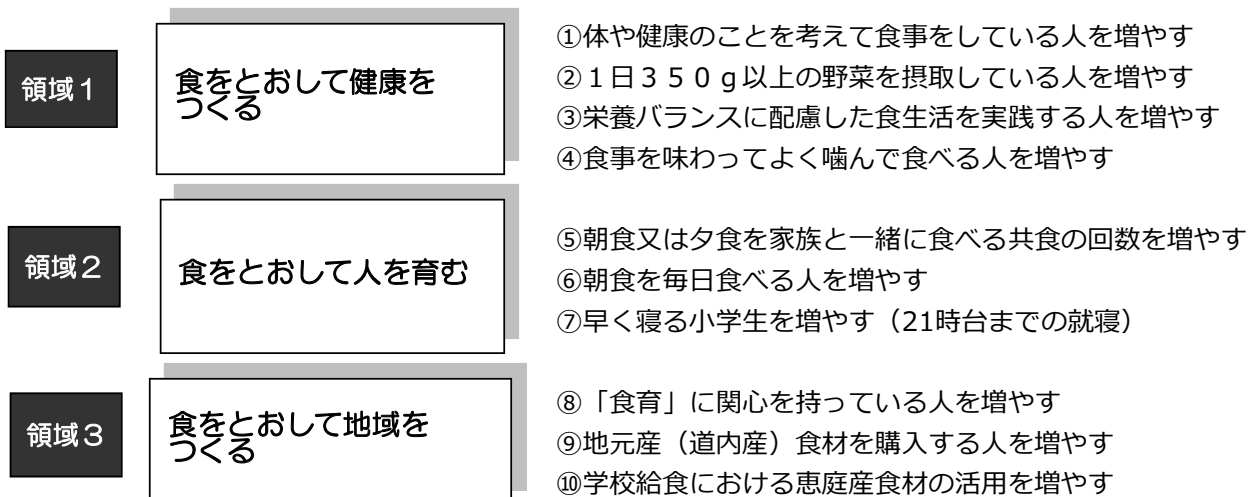 領域１
食をとおして健康を
つくる
①体や健康のことを考えて食事をしている人を増やす
②１日３５０ｇ以上の野菜を摂取している人を増やす
③栄養バランスに配慮した食生活を実践する人を増やす
④食事を味わってよく噛んで食べる人を増やす
領域２
食をとおして人を育む
⑤朝食又は夕食を家族と一緒に食べる共食の回数を増やす
⑥朝食を毎日食べる人を増やす
⑦早く寝る小学生を増やす（21時台までの就寝）
領域３
食をとおして地域を
つくる
⑧「食育」に関心を持っている人を増やす
⑨地元産（道内産）食材を購入する人を増やす
⑩学校給食における恵庭産食材の活用を増やす